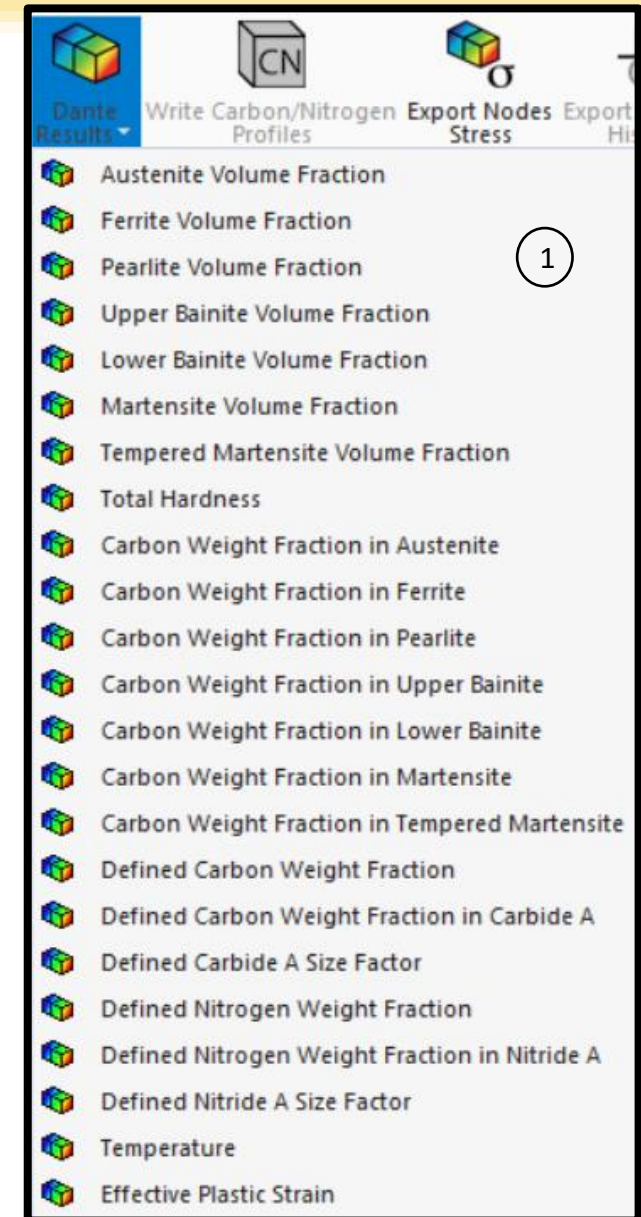 CN
σ
Dante Write Carbon/Nitrogen Export Nodes Export
Results Profiles Stress His
Austenite Volume Fraction
Ferrite Volume Fraction
1
Pearlite Volume Fraction
Upper Bainite Volume Fraction
Lower Bainite Volume Fraction
Martensite Volume Fraction
Tempered Martensite Volume Fraction
Total Hardness
Carbon Weight Fraction in Austenite
Carbon Weight Fraction in Ferrite
Carbon Weight Fraction in Pearlite
Carbon Weight Fraction in Upper Bainite
Carbon Weight Fraction in Lower Bainite
Carbon Weight Fraction in Martensite
Carbon Weight Fraction in Tempered Martensite
Defined Carbon Weight Fraction
Defined Carbon Weight Fraction in Carbide A
Defined Carbide A Size Factor
Defined Nitrogen Weight Fraction
Defined Nitrogen Weight Fraction in Nitride A
Defined Nitride A Size Factor
Temperature
Effective Plastic Strain